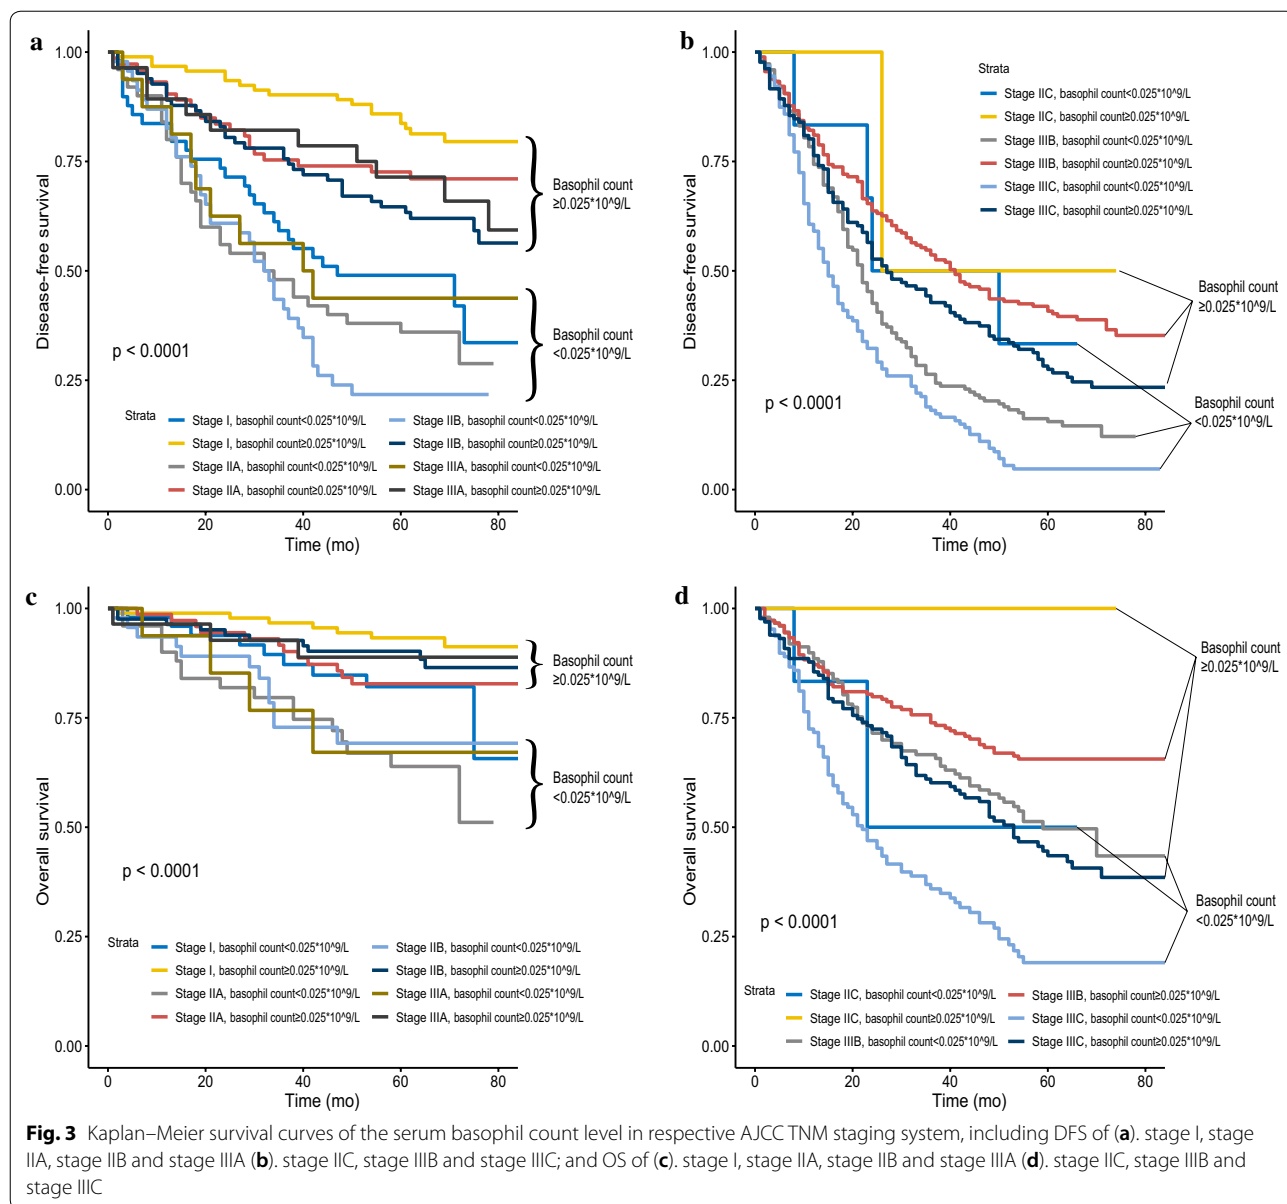 a
1.00
0.75
0.50
0.25
0.00
Disease-free survival
p < 0.0001
Basophil count
≥0.025*10^9/L
Basophil count
<0.025*10^9/L
Strata
Stage I, basophil count<0.025*10^9/L
Stage I, basophil count≥0.025*10^9/L
Stage IIA, basophil count<0.025*10^9/L
Stage IIA, basophil count≥0.025*10^9/L
Stage IIB, basophil count<0.025*10^9/L
Stage IIB, basophil count≥0.025*10^9/L
Stage IIIA, basophil count<0.025*10^9/L
Stage IIIA, basophil count≥0.025*10^9/L
0 20 40 60 80
Time (mo)
b
1.00
0.75
0.50
0.25
0.00
Disease-free survival
Strata
Stage IIC, basophil count<0.025*10^9/L
Stage IIC, basophil count≥0.025*10^9/L
Stage IIIB, basophil count<0.025*10^9/L
Stage IIIB, basophil count≥0.025*10^9/L
Stage IIIC, basophil count<0.025*10^9/L
Stage IIIC, basophil count≥0.025*10^9/L
Basophil count
≥0.025*10^9/L
Basophil count
<0.025*10^9/L
p < 0.0001
0 20 40 60 80
Time (mo)
c
1.00
0.75
0.50
0.25
0.00
Overall survival
Basophil count
≥0.025*10^9/L
Basophil count
<0.025*10^9/L
p < 0.0001
Strata
Stage I, basophil count<0.025*10^9/L
Stage I, basophil count≥0.025*10^9/L
Stage IIA, basophil count<0.025*10^9/L
Stage IIA, basophil count≥0.025*10^9/L
Stage IIB, basophil count<0.025*10^9/L
Stage IIB, basophil count≥0.025*10^9/L
Stage IIIA, basophil count<0.025*10^9/L
Stage IIIA, basophil count≥0.025*10^9/L
0 20 40 60 80
Time (mo)
d
1.00
0.75
0.50
0.25
0.00
Overall survival
Basophil count
≥0.025*10^9/L
Basophil count
<0.025*10^9/L
p < 0.0001
Strata
Stage IIC, basophil count<0.025*10^9/L
Stage IIC, basophil count≥0.025*10^9/L
Stage IIIB, basophil count<0.025*10^9/L
Stage IIIB, basophil count≥0.025*10^9/L
Stage IIIC, basophil count<0.025*10^9/L
Stage IIIC, basophil count≥0.025*10^9/L
0 20 40 60 80
Time (mo)
Fig. 3 Kaplan–Meier survival curves of the serum basophil count level in respective AJCC TNM staging system, including DFS of (a). stage I, stage
IIA, stage IIB and stage IIIA (b). stage IIC, stage IIIB and stage IIIC; and OS of (c). stage I, stage IIA, stage IIB and stage IIIA (d). stage IIC, stage IIIB and
stage IIIC